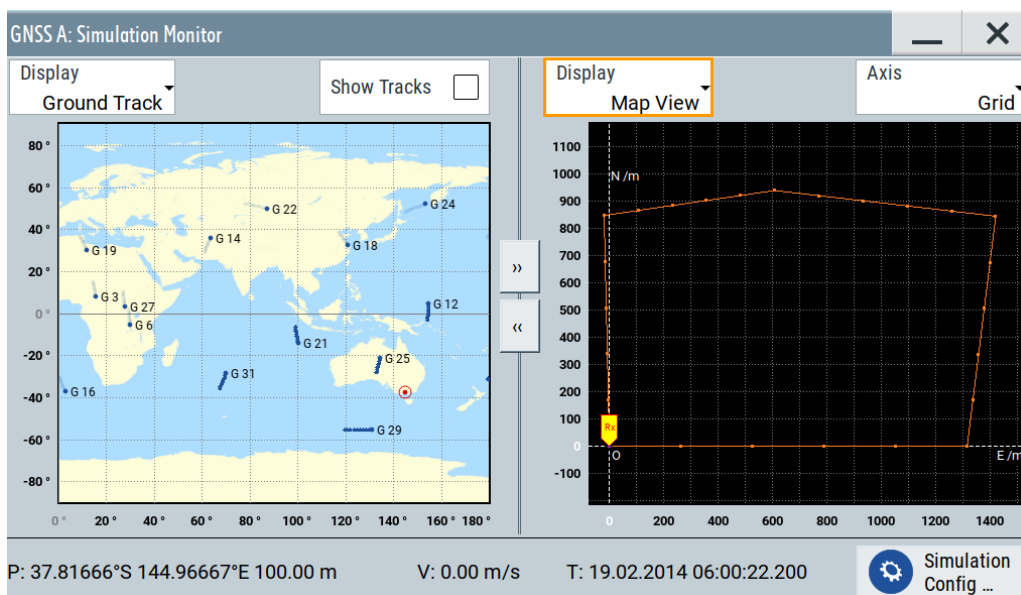 GNSS A: Simulation Monitor
Display
Ground Track
Show Tracks
Display
Map View
Axis
Grid
80 °
60 °
40 °
20 °
0 °
-20 °
-40 °
-60 °
-80 °
0 °
20 °
40 °
60 °
80 °
100 °
120 °
140 °
160 °
180 °
G 22
G 24
G 14
G 18
G 19
G 3
G 27
G 12
G 6
G 21
G 25
G 31
G 16
G 29
››
‹‹
1100
1000
900
800
700
600
500
400
300
200
100
0
-100
N /m
Rx
O
E /m
0
200
400
600
800
1000
1200
1400
P: 37.81666°S 144.96667°E 100.00 m
V: 0.00 m/s
T: 19.02.2014 06:00:22.200
Simulation
Config ...